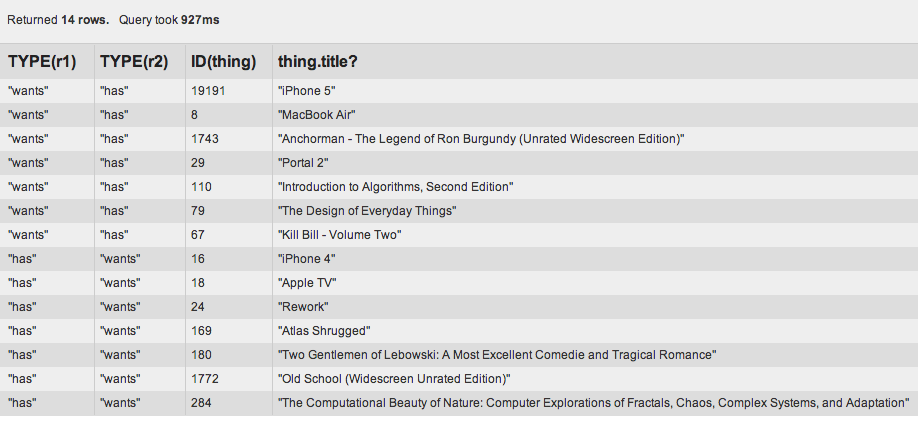 Returned 14 rows. Query took 927ms
TYPE(r1) TYPE(r2) ID(thing) thing.title?
"wants" "has" 19191 "iPhone 5"
"wants" "has" 8 "MacBook Air"
"wants" "has" 1743 "Anchorman - The Legend of Ron Burgundy (Unrated Widescreen Edition)"
"wants" "has" 29 "Portal 2"
"wants" "has" 110 "Introduction to Algorithms, Second Edition"
"wants" "has" 79 "The Design of Everyday Things"
"wants" "has" 67 "Kill Bill - Volume Two"
"has" "wants" 16 "iPhone 4"
"has" "wants" 18 "Apple TV"
"has" "wants" 24 "Rework"
"has" "wants" 169 "Atlas Shrugged"
"has" "wants" 180 "Two Gentlemen of Lebowski: A Most Excellent Comedie and Tragical Romance"
"has" "wants" 1772 "Old School (Widescreen Unrated Edition)"
"has" "wants" 284 "The Computational Beauty of Nature: Computer Explorations of Fractals, Chaos, Complex Systems, and Adaptation"